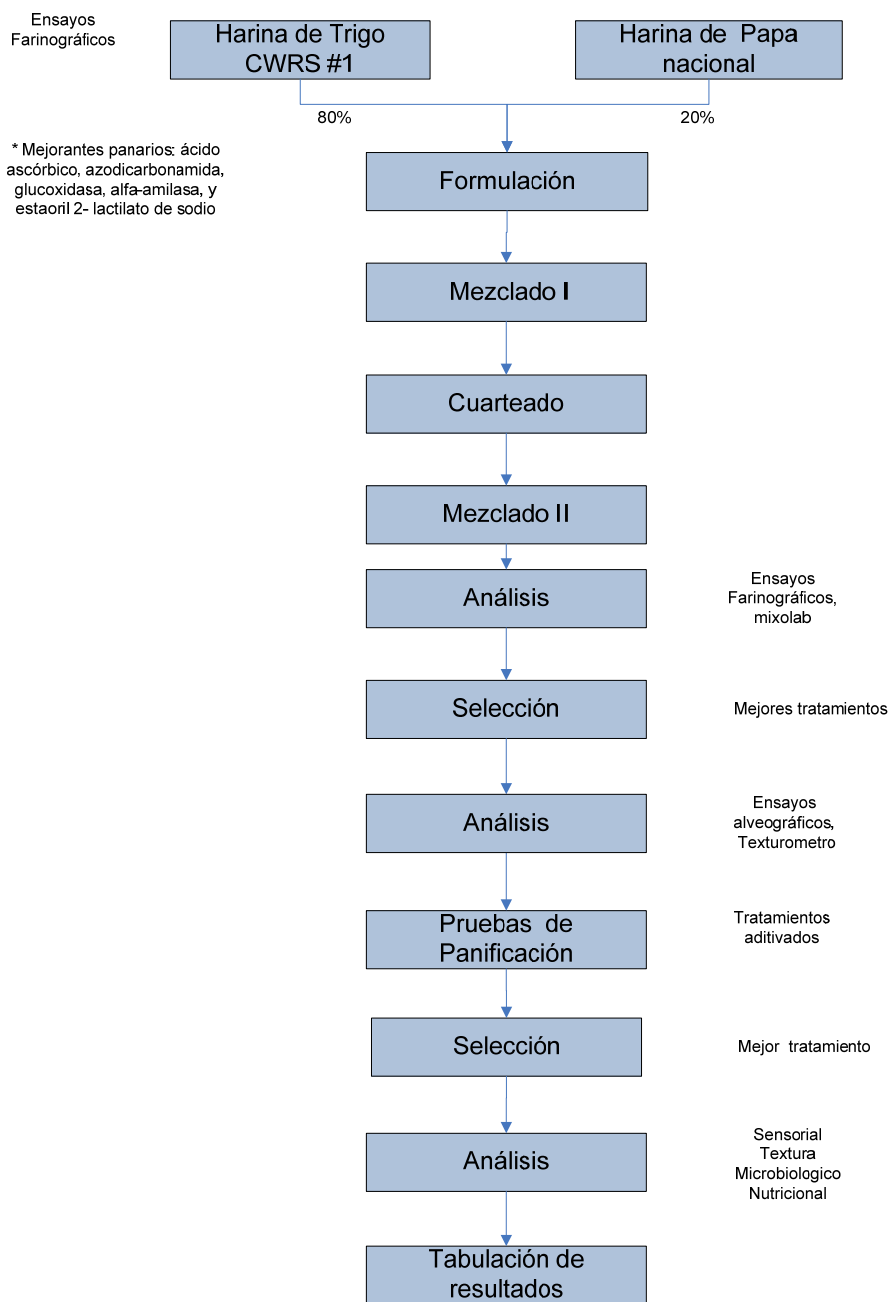 Ensayos
Farinográficos
Harina de Trigo
CWRS #1
Harina de Papa
nacional
80%
20%
* Mejorantes panarios: ácido
ascórbico, azodicarbonamida,
glucoxidasa, alfa-amilasa, y
estaoril 2- lactilato de sodio
Formulación
Mezclado I
Cuarteado
Mezclado II
Análisis
Ensayos
Farinográficos,
mixolab
Selección
Mejores tratamientos
Análisis
Ensayos
alveográficos,
Texturometro
Pruebas de
Panificación
Tratamientos
aditivados
Selección
Mejor tratamiento
Análisis
Sensorial
Textura
Microbiologico
Nutricional
Tabulación de
resultados